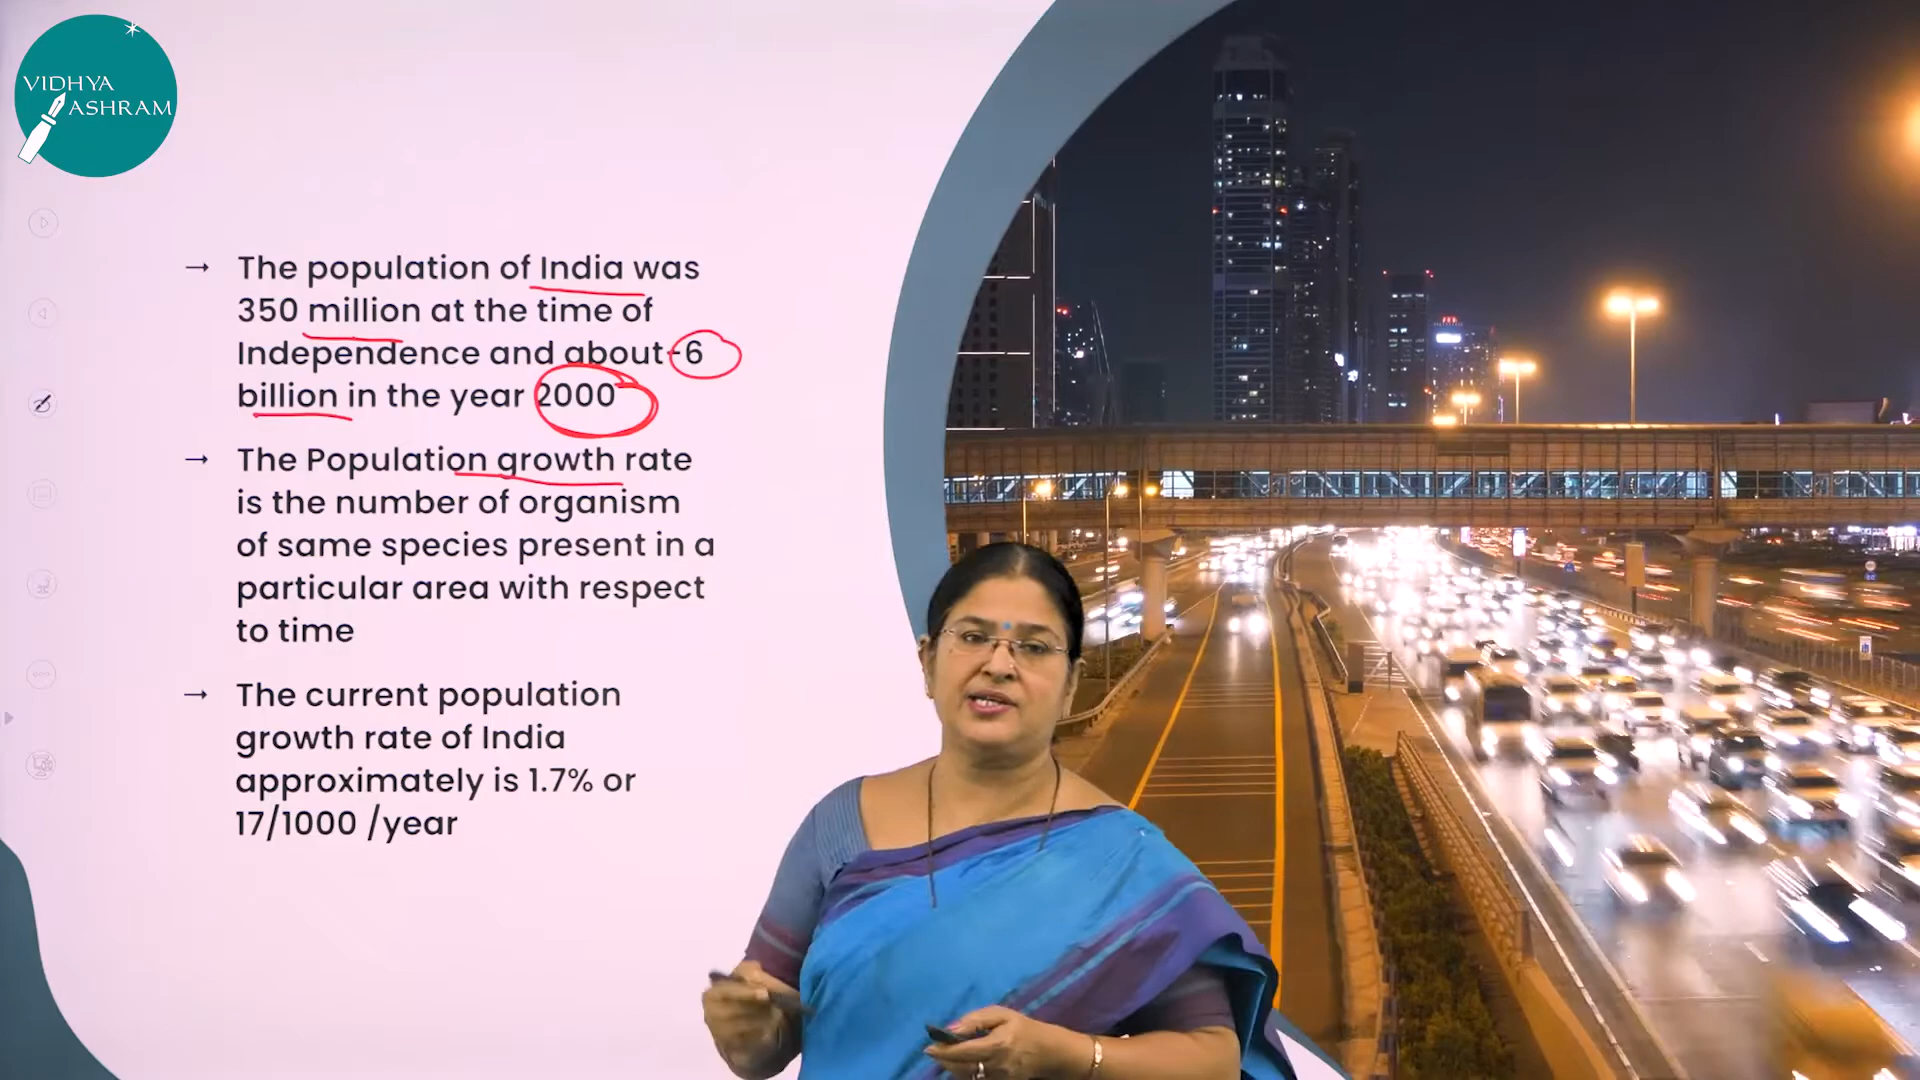 VIDHYA
ASHRAM
→ The population of India was
350 million at the time of
Independence and about 6
billion in the year 2000
→ The Population growth rate
is the number of organism
of same species present in a
particular area with respect
to time
→ The current population
growth rate of India
approximately is 1.7% or
17/1000 /year